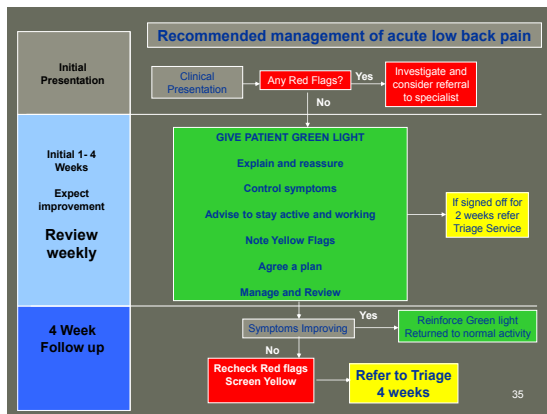 Recommended management of acute low back pain
Initial
Presentation
Clinical
Presentation
Any Red Flags?
Yes
Investigate and
consider referral
to specialist
No
Initial 1- 4
Weeks
Expect
improvement
Review
weekly
GIVE PATIENT GREEN LIGHT
Explain and reassure
Control symptoms
Advise to stay active and working
Note Yellow Flags
Agree a plan
Manage and Review
If signed off for
2 weeks refer
Triage Service
4 Week
Follow up
Symptoms Improving
Yes
Reinforce Green light
Returned to normal activity
No
Recheck Red flags
Screen Yellow
Refer to Triage
4 weeks
35